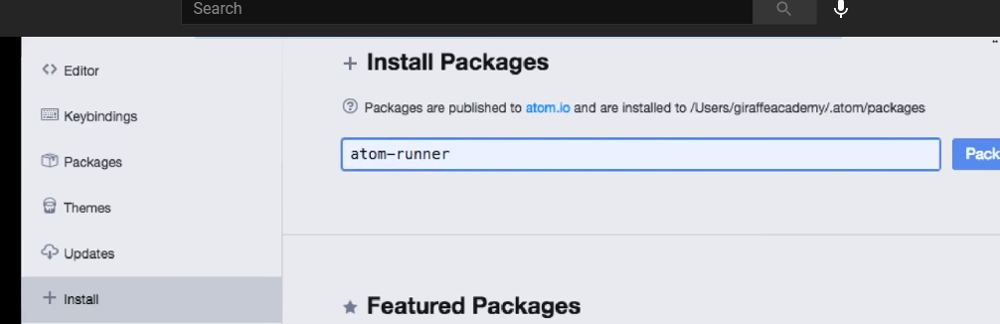 Search
Editor
Keybindings
Packages
Themes
Updates
Install
Install Packages
Packages are published to atom.io and are installed to /Users/giraffeacademy/.atom/packages
atom-runner
Pack
Featured Packages